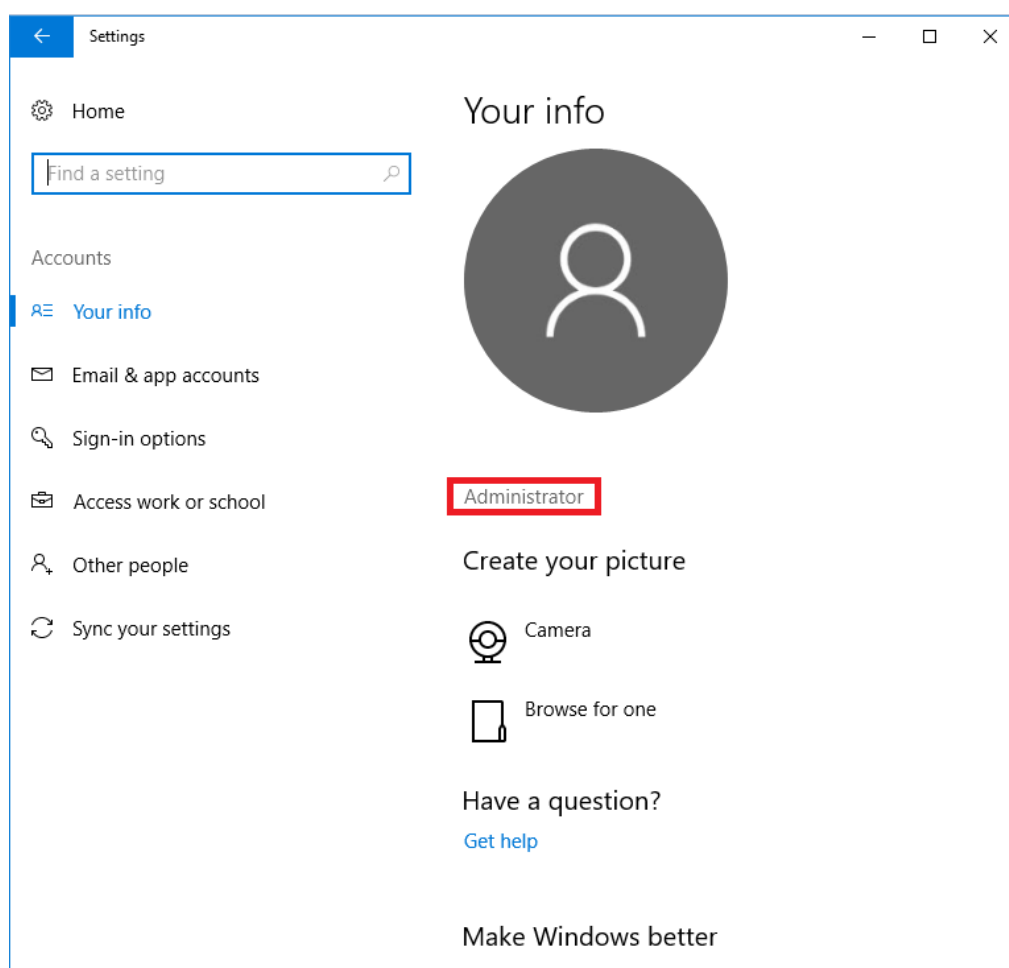 Settings
Home
Find a setting
Accounts
Your info
Email & app accounts
Sign-in options
Access work or school
Other people
Sync your settings
Your info
Administrator
Create your picture
Camera
Browse for one
Have a question?
Get help
Make Windows better